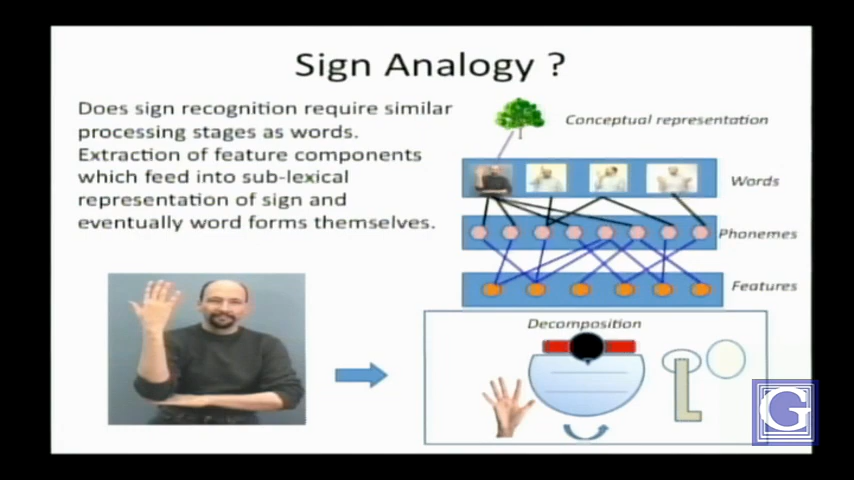 Sign Analogy ?
Does sign recognition require similar
processing stages as words.
Extraction of feature components
which feed into sub-lexical
representation of sign and
eventually word forms themselves.
Conceptual representation
Words
Phonemes
Features
Decomposition
G